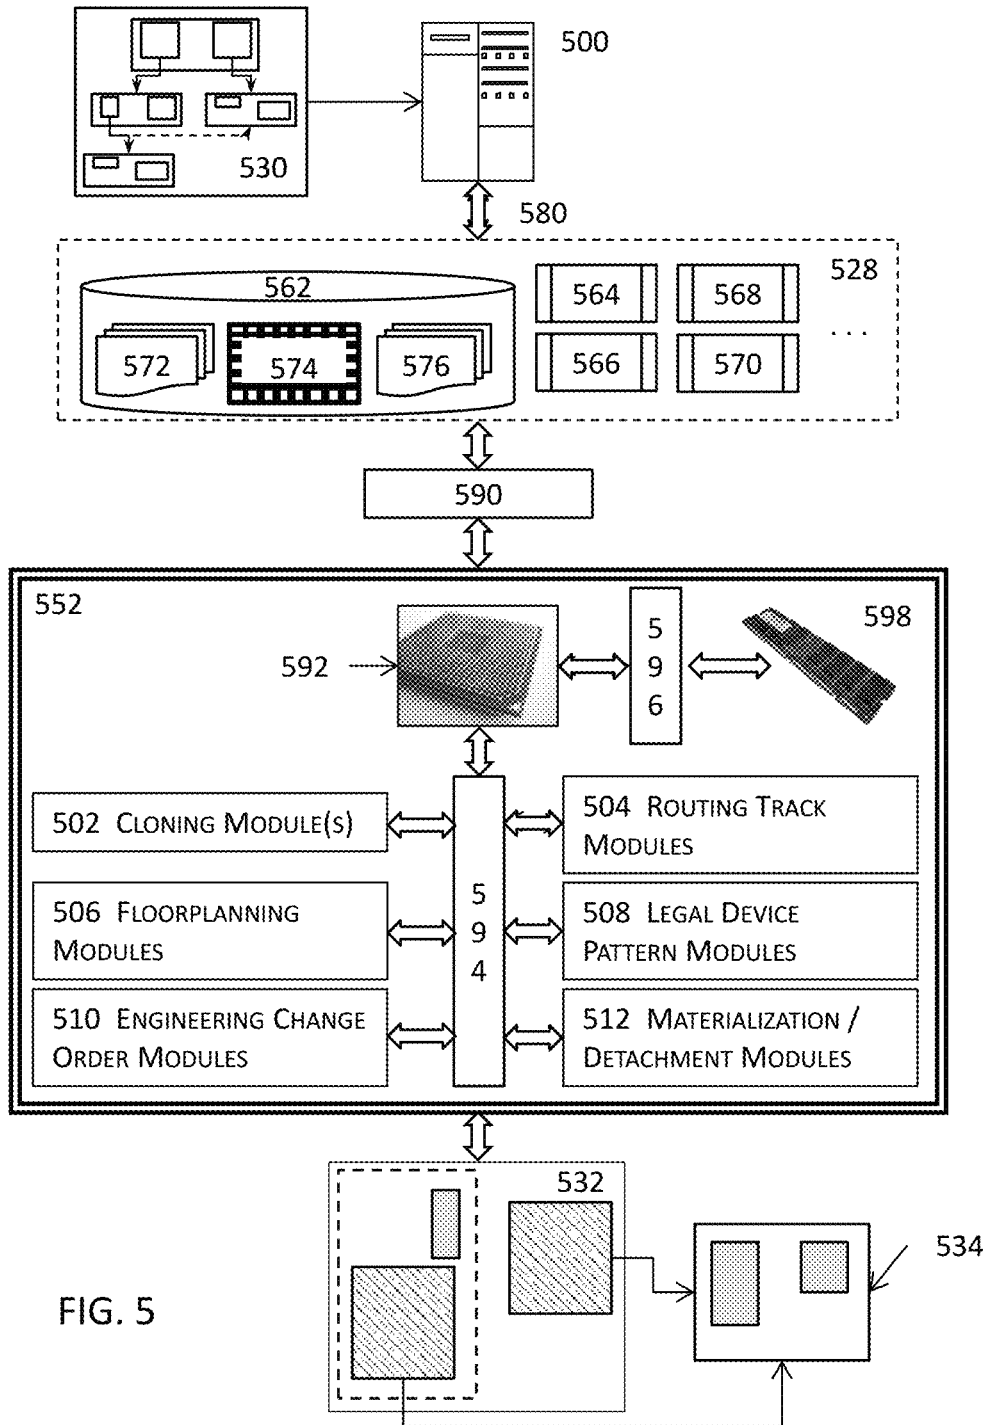 500
530
580
562
564
568
528
572
574
576
566
570
. . .
590
552
592
5
9
6
598
502 CLONING MODULE(S)
504 ROUTING TRACK
MODULES
506 FLOORPLANNING
MODULES
5
9
4
508 LEGAL DEVICE
PATTERN MODULES
510 ENGINEERING CHANGE
ORDER MODULES
512 MATERIALIZATION /
DETACHMENT MODULES
532
534
FIG. 5